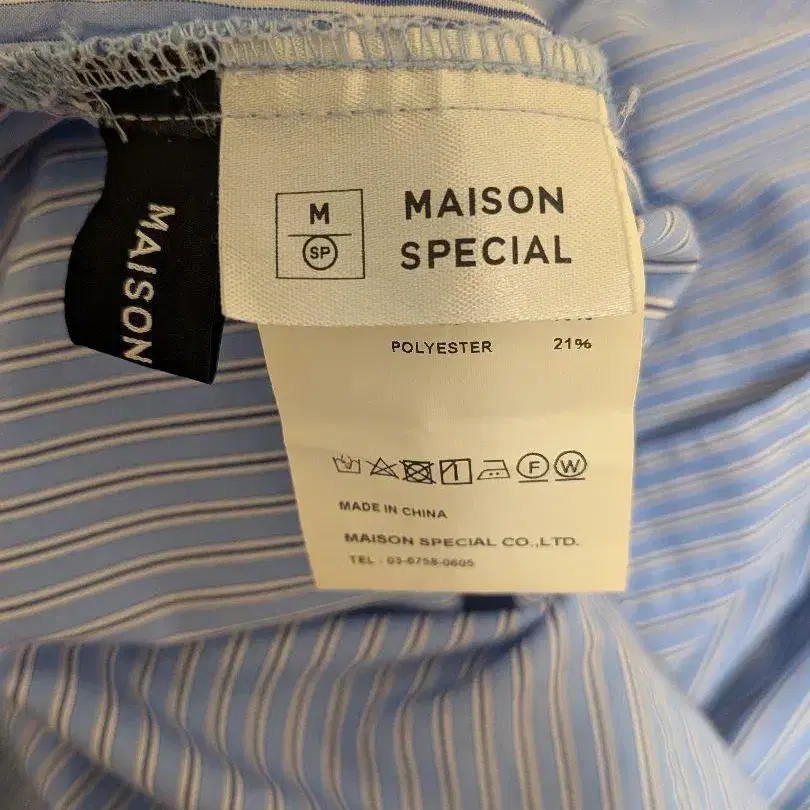 MAISON
M
SP
MAISON
SPECIAL
POLYESTER 21%
F W
MADE IN CHINA
MAISON SPECIAL CO.,LTD.
TEL : 03-6758-0605